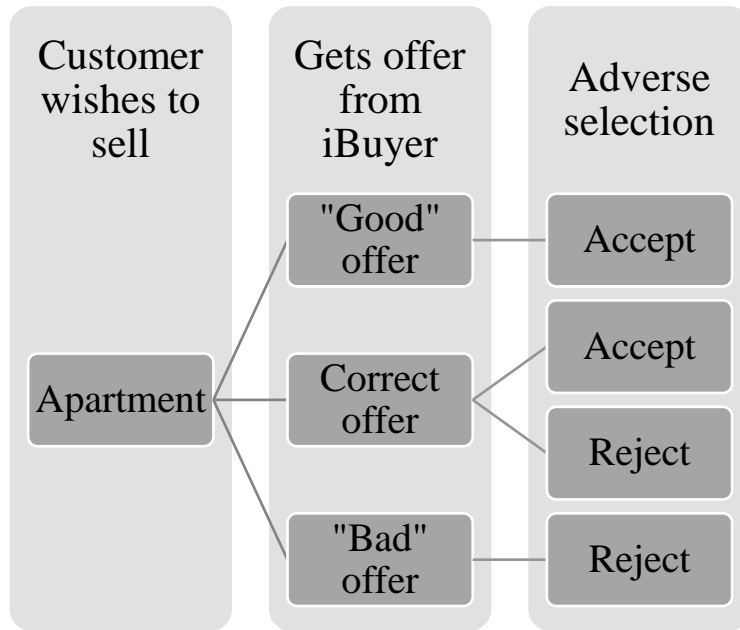 Customer
wishes to
sell
Gets offer
from
iBuyer
Adverse
selection
Apartment
"Good"
offer
Correct
offer
"Bad"
offer
Accept
Accept
Reject
Reject